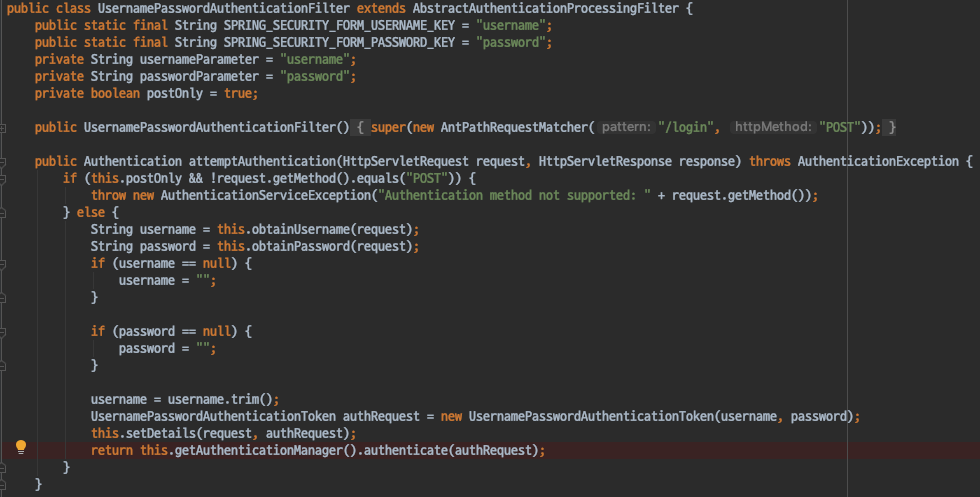 public class UsernamePasswordAuthenticationFilter extends AbstractAuthenticationProcessingFilter {
public static final String SPRING_SECURITY_FORM_USERNAME_KEY = "username";
public static final String SPRING_SECURITY_FORM_PASSWORD_KEY = "password";
private String usernameParameter = "username";
private String passwordParameter = "password";
private boolean postOnly = true;
public UsernamePasswordAuthenticationFilter() { super(new AntPathRequestMatcher( pattern: "/login", httpMethod: "POST")); }
public Authentication attemptAuthentication(HttpServletRequest request, HttpServletResponse response) throws AuthenticationException {
if (this.postOnly && !request.getMethod().equals("POST")) {
throw new AuthenticationServiceException("Authentication method not supported: " + request.getMethod());
} else {
String username = this.obtainUsername(request);
String password = this.obtainPassword(request);
if (username == null) {
username = "";
}
if (password == null) {
password = "";
}
username = username.trim();
UsernamePasswordAuthenticationToken authRequest = new UsernamePasswordAuthenticationToken(username, password);
this.setDetails(request, authRequest);
return this.getAuthenticationManager().authenticate(authRequest);
}
}